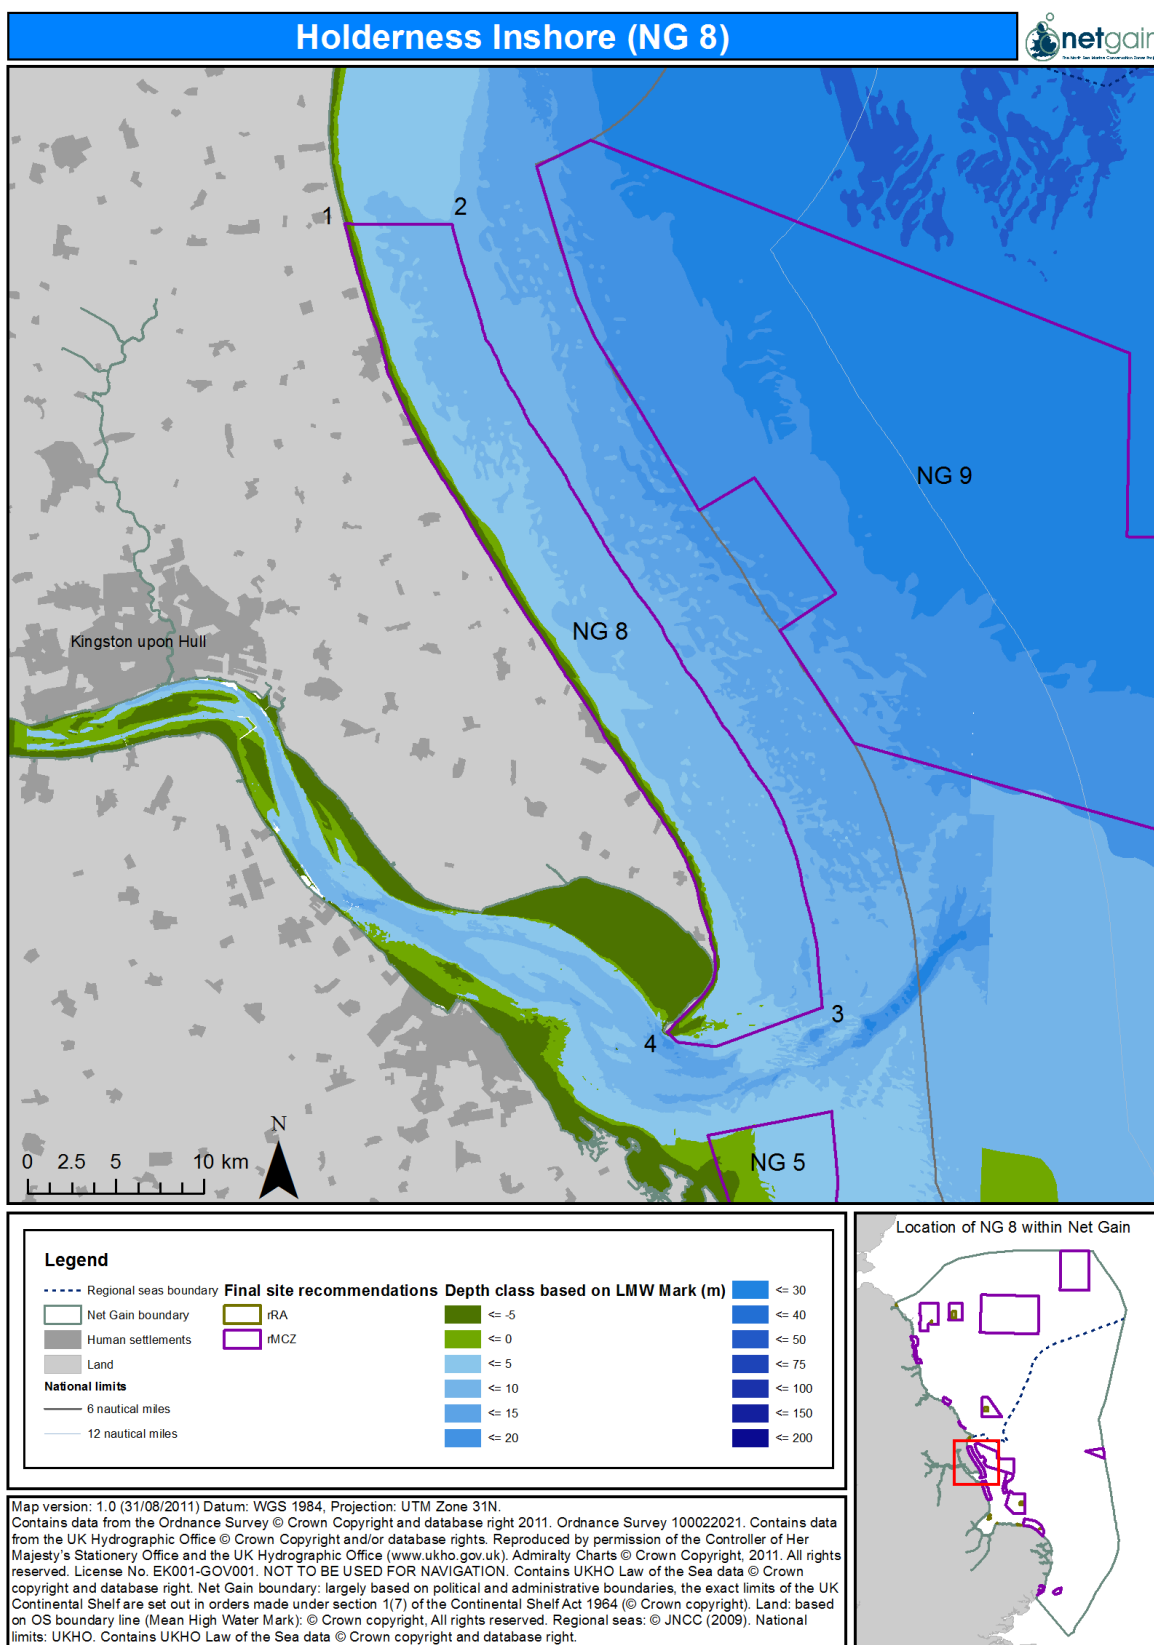 Holderness Inshore (NG 8)
netgain
The North Sea Marine Conservation Zones Proj
1
2
NG 9
NG 8
Kingston upon Hull
3
4
N
0 2.5 5 10 km
NG 5
Legend
Regional seas boundary
Net Gain boundary
Human settlements
Land
National limits
6 nautical miles
12 nautical miles
Final site recommendations
rRA
rMCZ
Depth class based on LMW Mark (m)
<= -5
<= 0
<= 5
<= 10
<= 15
<= 20
<= 30
<= 40
<= 50
<= 75
<= 100
<= 150
<= 200
Location of NG 8 within Net Gain
Map version: 1.0 (31/08/2011) Datum: WGS 1984, Projection: UTM Zone 31N.
Contains data from the Ordnance Survey © Crown Copyright and database right 2011. Ordnance Survey 100022021. Contains data
from the UK Hydrographic Office © Crown Copyright and/or database rights. Reproduced by permission of the Controller of Her
Majesty's Stationery Office and the UK Hydrographic Office (www.ukho.gov.uk). Admiralty Charts © Crown Copyright, 2011. All rights
reserved. License No. EK001-GOV001. NOT TO BE USED FOR NAVIGATION. Contains UKHO Law of the Sea data © Crown
copyright and database right. Net Gain boundary: largely based on political and administrative boundaries, the exact limits of the UK
Continental Shelf are set out in orders made under section 1(7) of the Continental Shelf Act 1964 (© Crown copyright). Land: based
on OS boundary line (Mean High Water Mark): © Crown copyright, All rights reserved. Regional seas: © JNCC (2009). National
limits: UKHO. Contains UKHO Law of the Sea data © Crown copyright and database right.